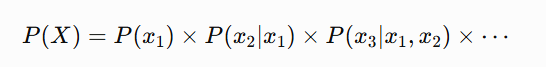 P(X) = P(x₁) × P(x₂|x₁) × P(x₃|x₁, x₂) × ⋯